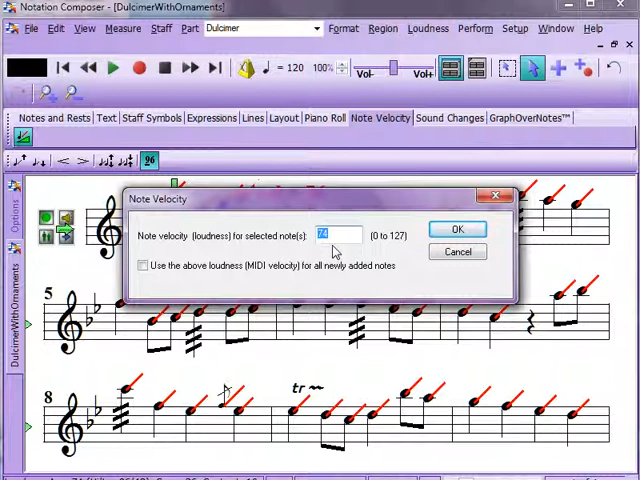 Notation Composer - [DulcimerWithOrnaments]
File Edit View Measure Staff Part Dulcimer Format Region Loudness Perform Setup Window Help
= 120 100% Vol- Vol+
Notes and Rests Text Staff Symbols Expressions Lines Layout Piano Roll Note Velocity Sound Changes GraphOverNotes™
96
Options
DulcimerWithOrnaments
Note Velocity
Note velocity (loudness) for selected note(s): 74 (0 to 127) OK
Cancel
Use the above loudness (MIDI velocity) for all newly added notes
5
8
tr